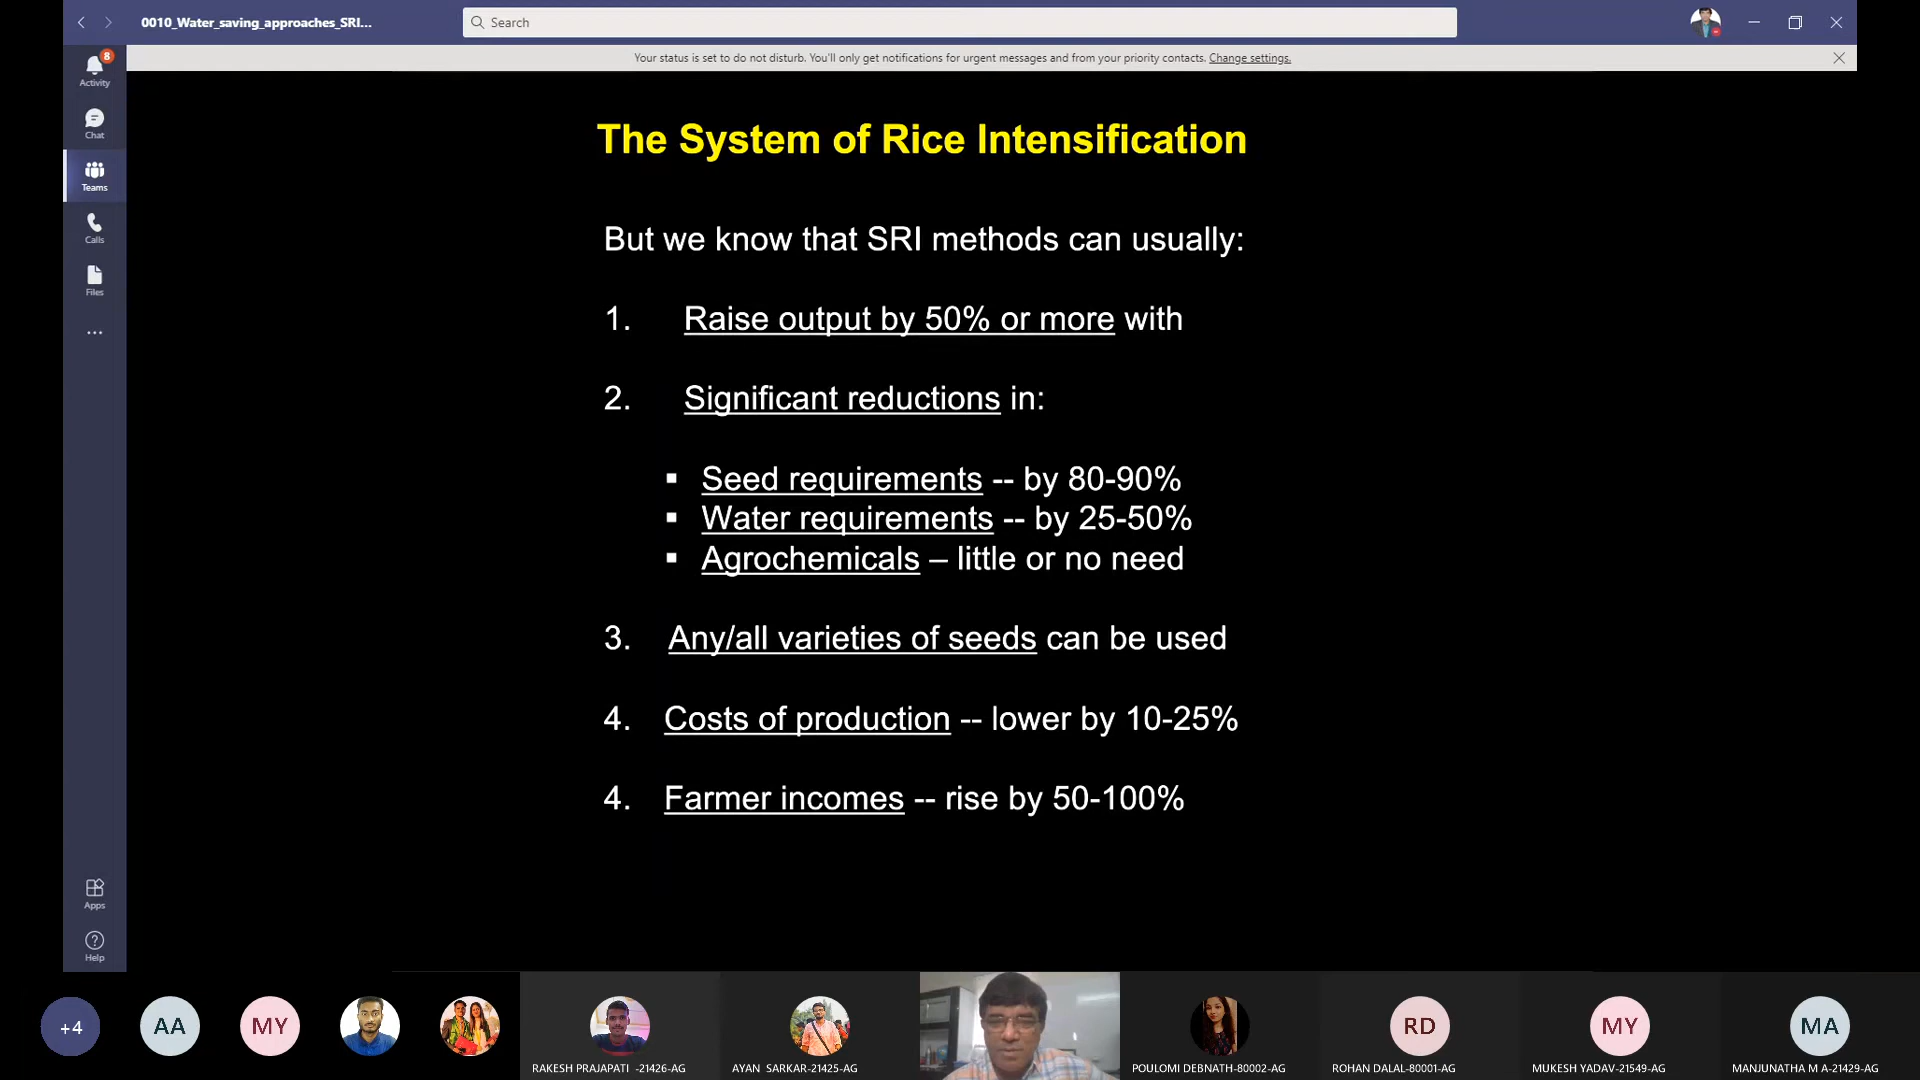 0010_Water_saving_approaches_SRI...
Search
Your status is set to do not disturb. You'll only get notifications for urgent messages and from your priority contacts. Change settings.
8
Activity
Chat
Teams
Calls
Files
...
Apps
Help
The System of Rice Intensification
But we know that SRI methods can usually:
1. Raise output by 50% or more with
2. Significant reductions in:
▪ Seed requirements -- by 80-90%
▪ Water requirements -- by 25-50%
▪ Agrochemicals – little or no need
3. Any/all varieties of seeds can be used
4. Costs of production -- lower by 10-25%
4. Farmer incomes -- rise by 50-100%
+4
AA
MY
RD
MY
MA
RAKESH PRAJAPATI -21426-AG
AYAN SARKAR-21425-AG
POULOMI DEBNATH-80002-AG
ROHAN DALAL-80001-AG
MUKESH YADAV-21549-AG
MANJUNATHA M A-21429-AG